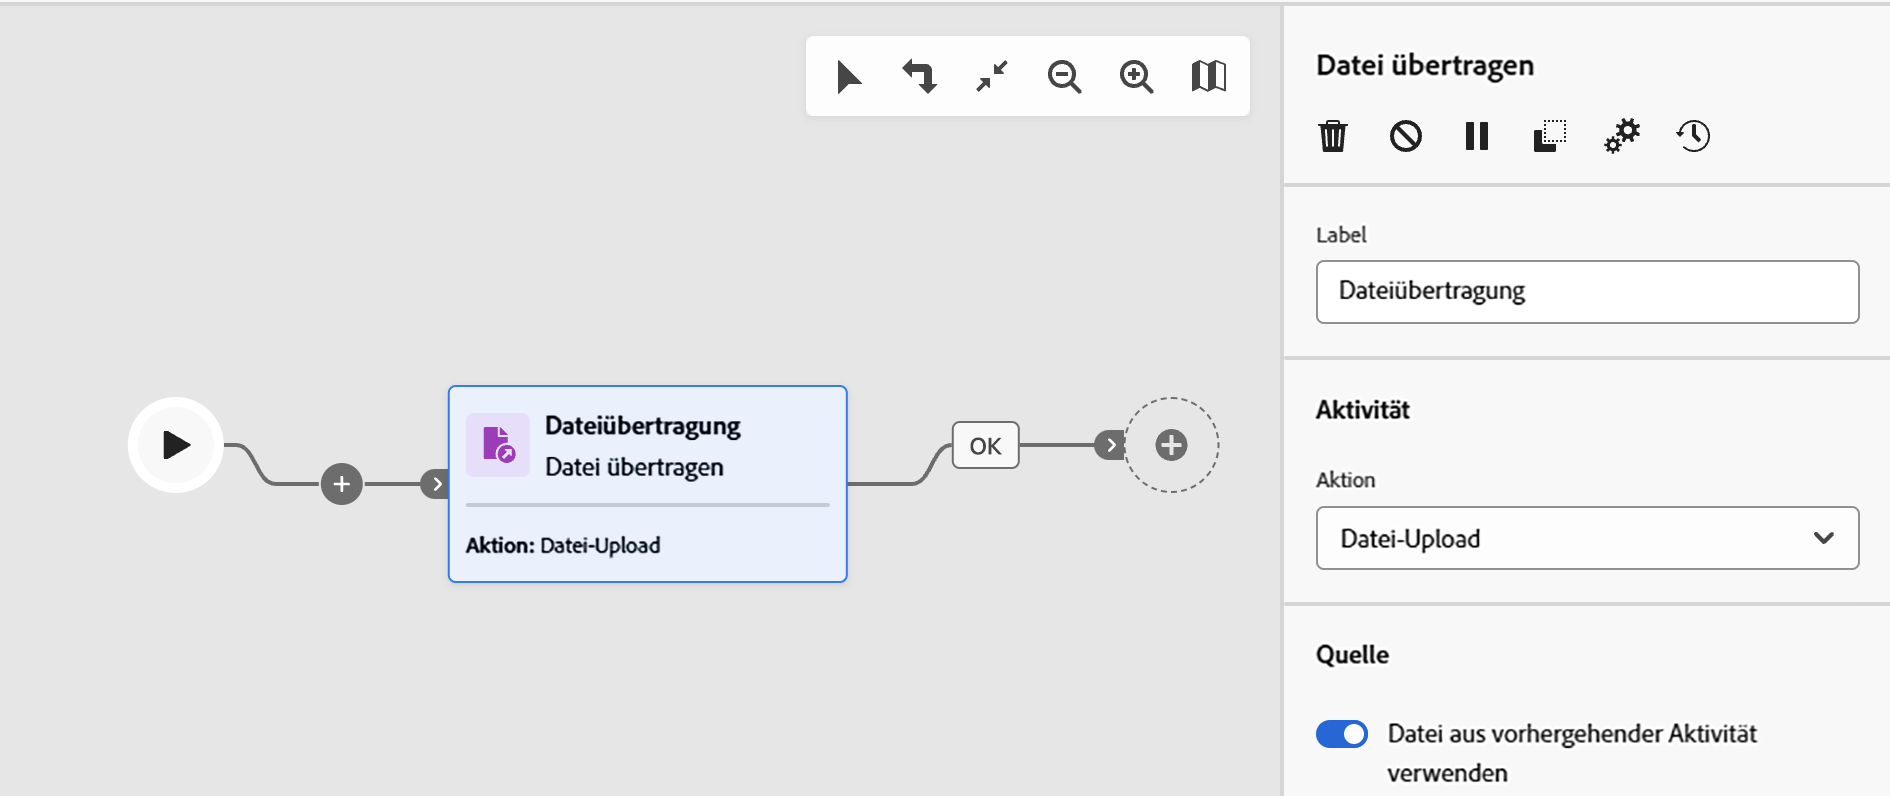 Dateiübertragung
Datei übertragen
Aktion: Datei-Upload
OK
Datei übertragen
Label
Dateiübertragung
Aktivität
Aktion
Datei-Upload
Quelle
Datei aus vorhergehender Aktivität
verwenden